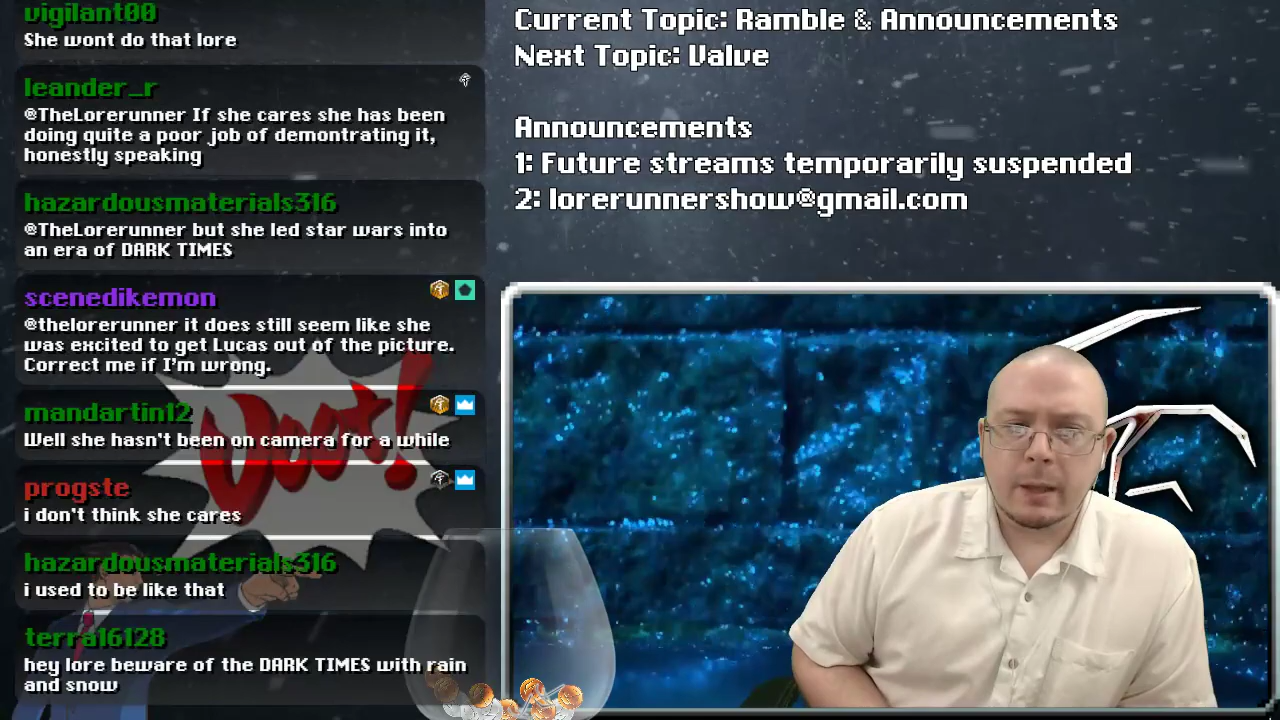 vigilant00
She wont do that lore
leander_r
@TheLorerunner If she cares she has been
doing quite a poor job of demontrating it,
honestly speaking
hazardousmaterials316
@TheLorerunner but she led star wars into
an era of DARK TIMES
scenedikemon
@thelorerunner it does still seem like she
was excited to get Lucas out of the picture.
Correct me if I'm wrong.
mandartin12
Well she hasn't been on camera for a while
progste
i don't think she cares
hazardousmaterials316
i used to be like that
terra16128
hey lore beware of the DARK TIMES with rain
and snow
Woot!
Current Topic: Ramble & Announcements
Next Topic: Valve
Announcements
1: Future streams temporarily suspended
2: lorerunnershow@gmail.com